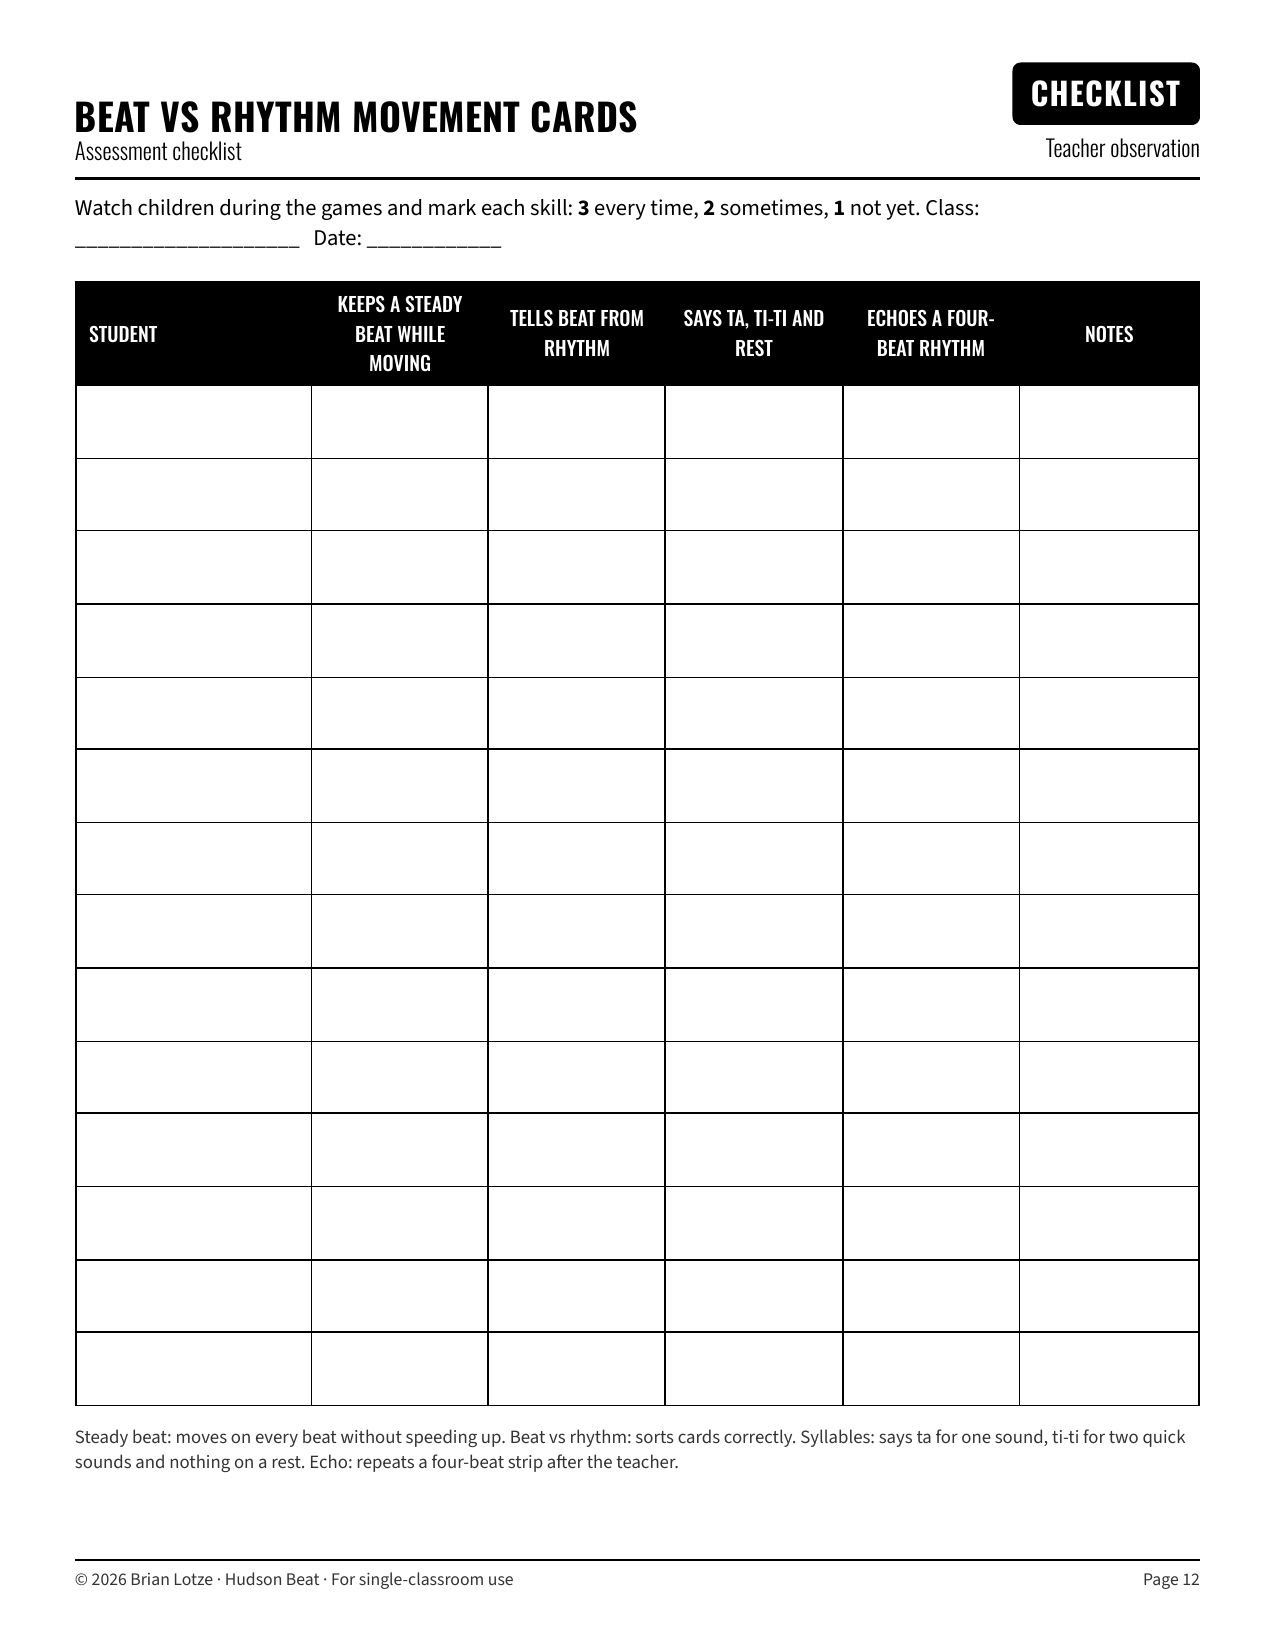 CHECKLIST
BEAT VS RHYTHM MOVEMENT CARDS
Assessment checklist
Teacher observation
Watch children during the games and mark each skill: 3 every time, 2 sometimes, 1 not yet. Class:
____________________ Date: ____________
STUDENT
KEEPS A STEADY
BEAT WHILE
MOVING
TELLS BEAT FROM
RHYTHM
SAYS TA, TI-TI AND
REST
ECHOES A FOUR-
BEAT RHYTHM
NOTES
Steady beat: moves on every beat without speeding up. Beat vs rhythm: sorts cards correctly. Syllables: says ta for one sound, ti-ti for two quick
sounds and nothing on a rest. Echo: repeats a four-beat strip after the teacher.
© 2026 Brian Lotze · Hudson Beat · For single-classroom use
Page 12